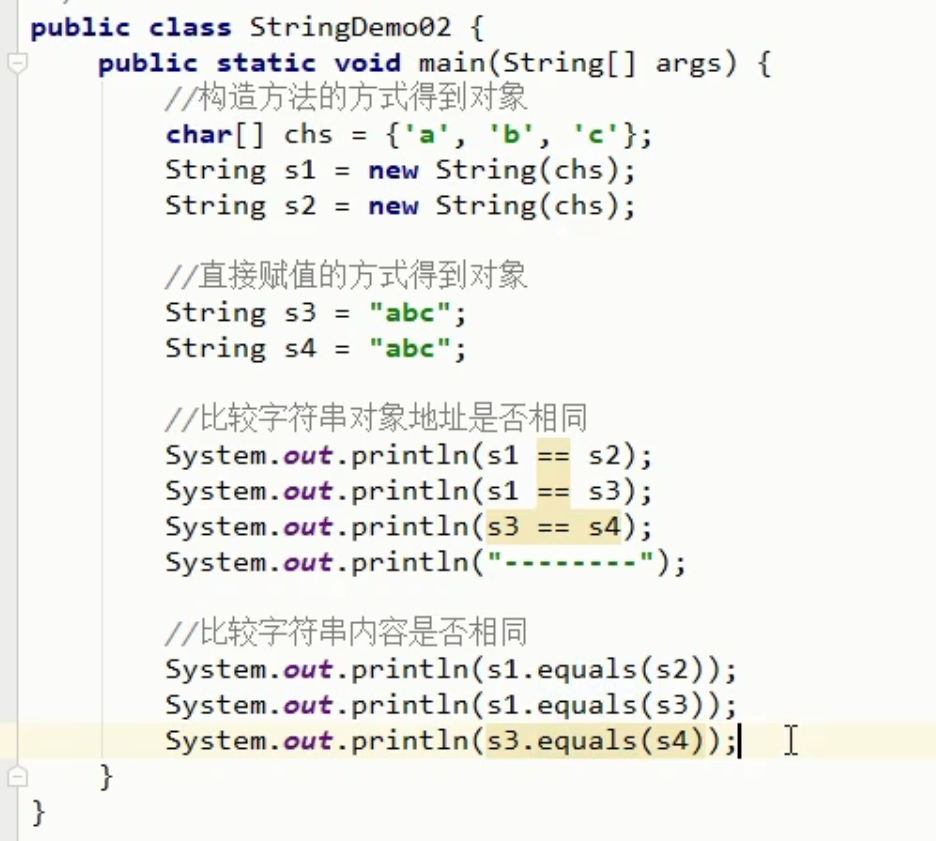 public class StringDemo02 {
    public static void main(String[] args) {
        //构造方法的方式得到对象
        char[] chs = {'a', 'b', 'c'};
        String s1 = new String(chs);
        String s2 = new String(chs);

        //直接赋值的方式得到对象
        String s3 = "abc";
        String s4 = "abc";

        //比较字符串对象地址是否相同
        System.out.println(s1 == s2);
        System.out.println(s1 == s3);
        System.out.println(s3 == s4);
        System.out.println("--------");

        //比较字符串内容是否相同
        System.out.println(s1.equals(s2));
        System.out.println(s1.equals(s3));
        System.out.println(s3.equals(s4));
    }
}